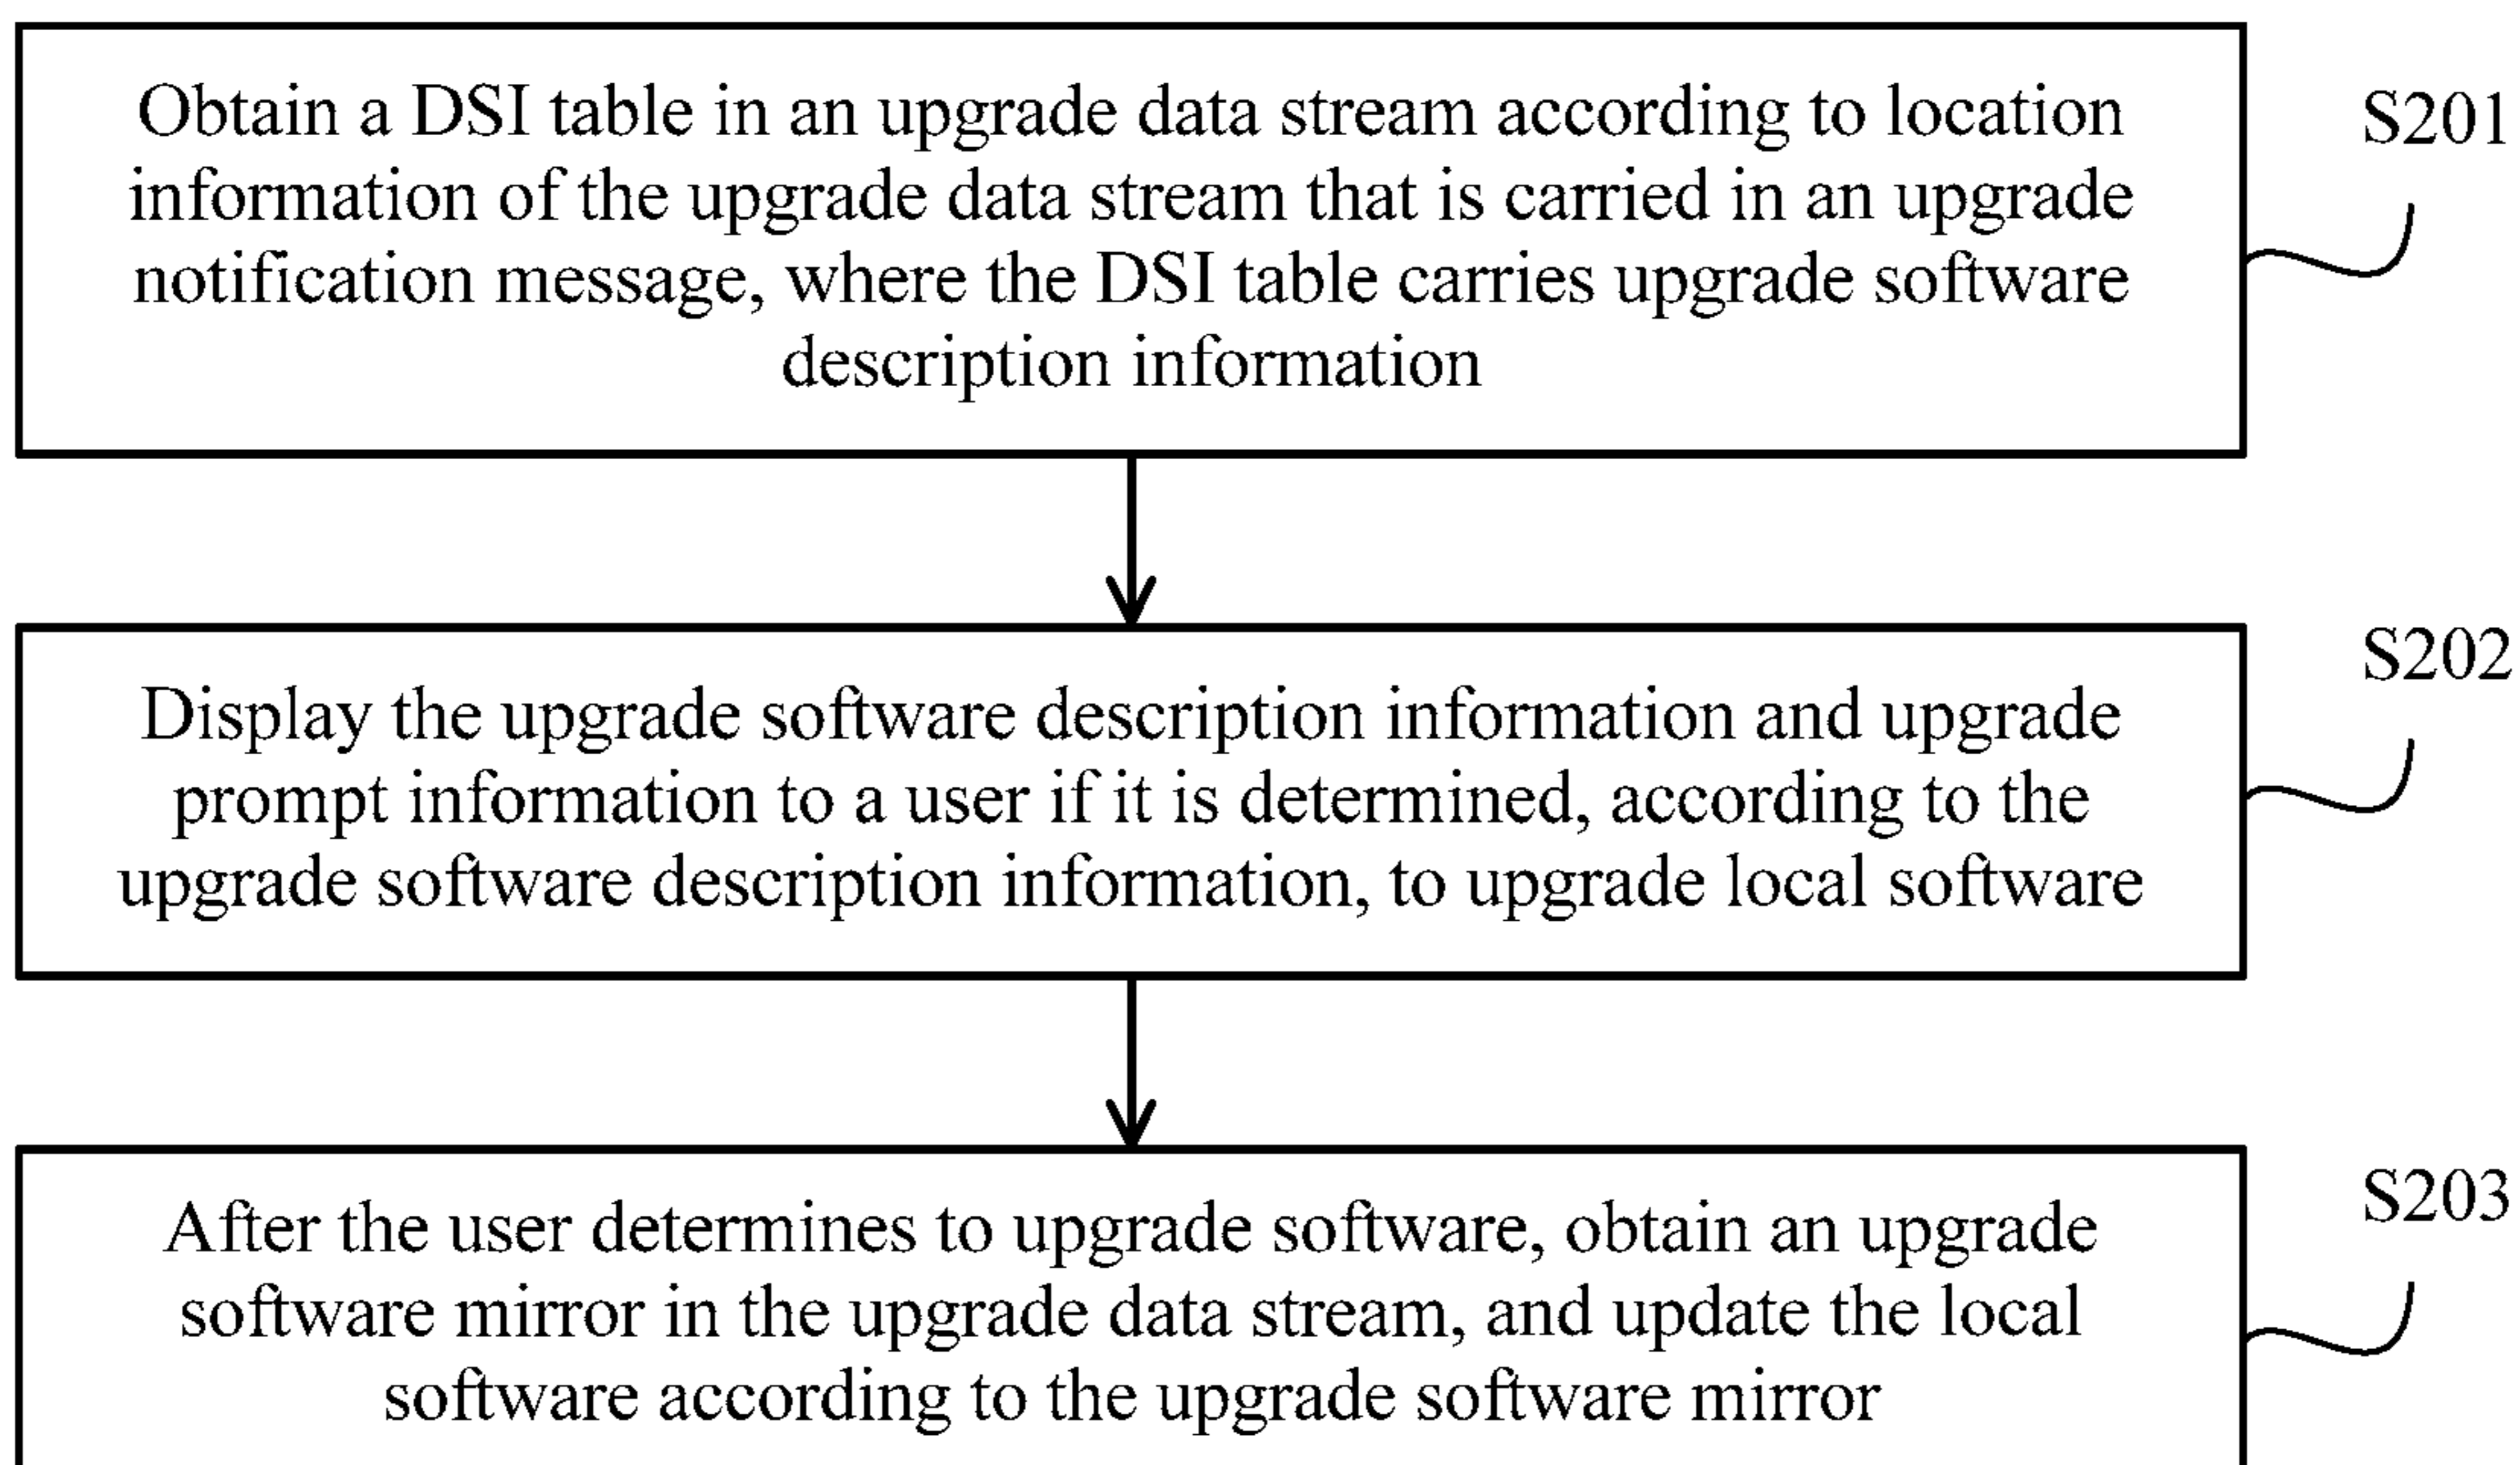 Obtain a DSI table in an upgrade data stream according to location
information of the upgrade data stream that is carried in an upgrade
notification message, where the DSI table carries upgrade software
description information
S201
Display the upgrade software description information and upgrade
prompt information to a user if it is determined, according to the
upgrade software description information, to upgrade local software
S202
After the user determines to upgrade software, obtain an upgrade
software mirror in the upgrade data stream, and update the local
software according to the upgrade software mirror
S203